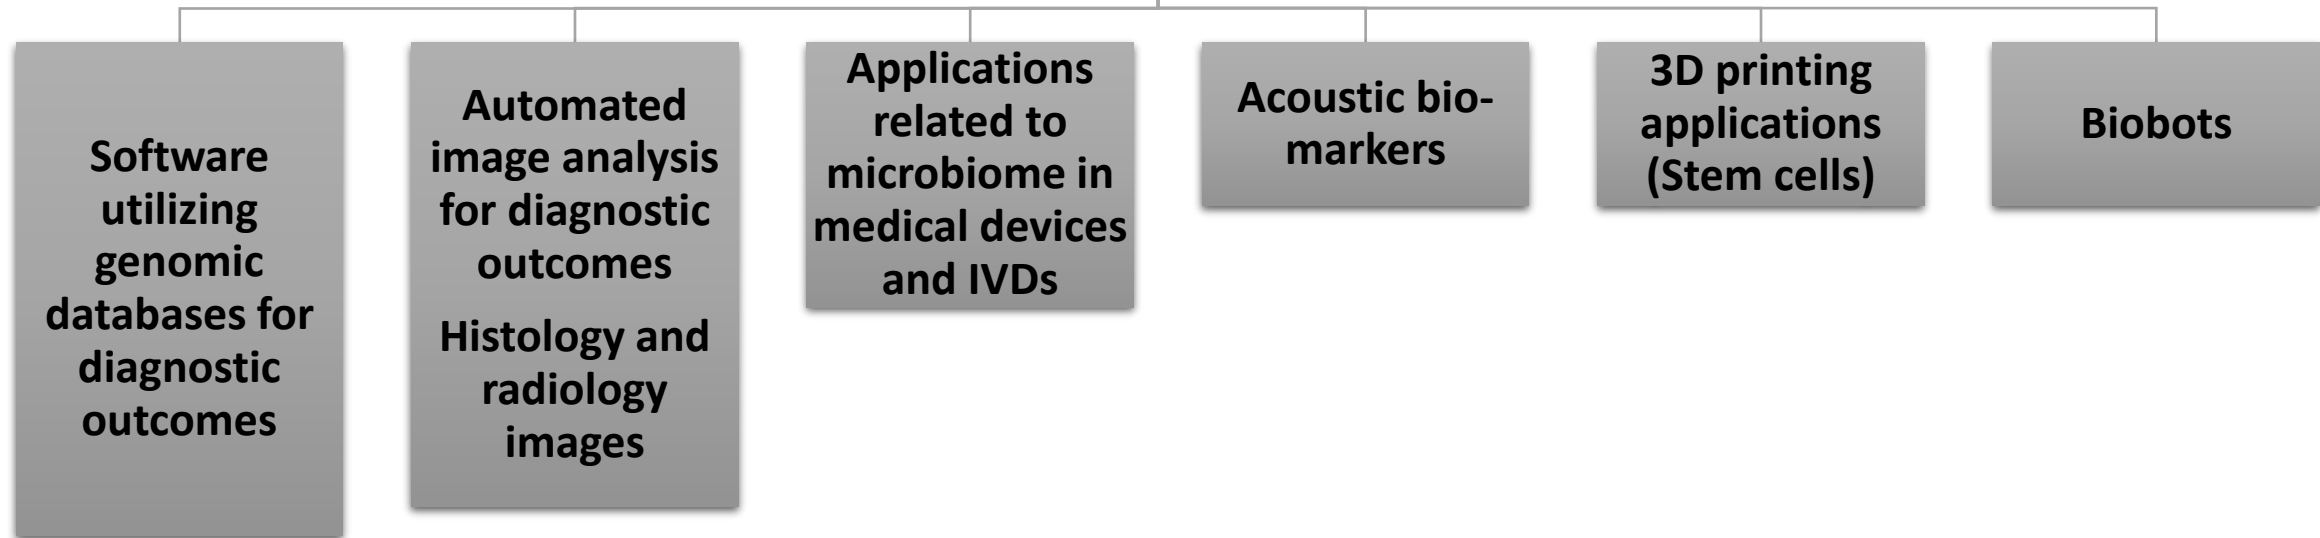 Software
utilizing
genomic
databases for
diagnostic
outcomes
Automated
image analysis
for diagnostic
outcomes
Histology and
radiology
images
Applications
related to
microbiome in
medical devices
and IVDs
Acoustic bio-
markers
3D printing
applications
(Stem cells)
Biobots